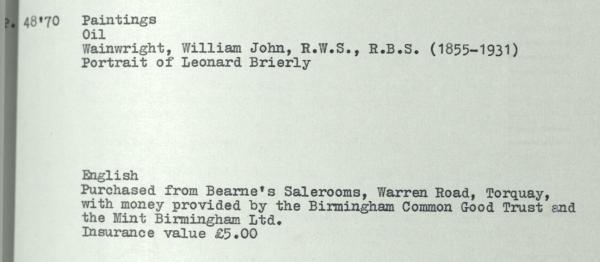 P. 48'70 Paintings
Oil
Wainwright, William John, R.W.S., R.B.S. (1855-1931)
Portrait of Leonard Brierly
English
Purchased from Bearne's Salerooms, Warren Road, Torquay,
with money provided by the Birmingham Common Good Trust and
the Mint Birmingham Ltd.
Insurance value £5.00